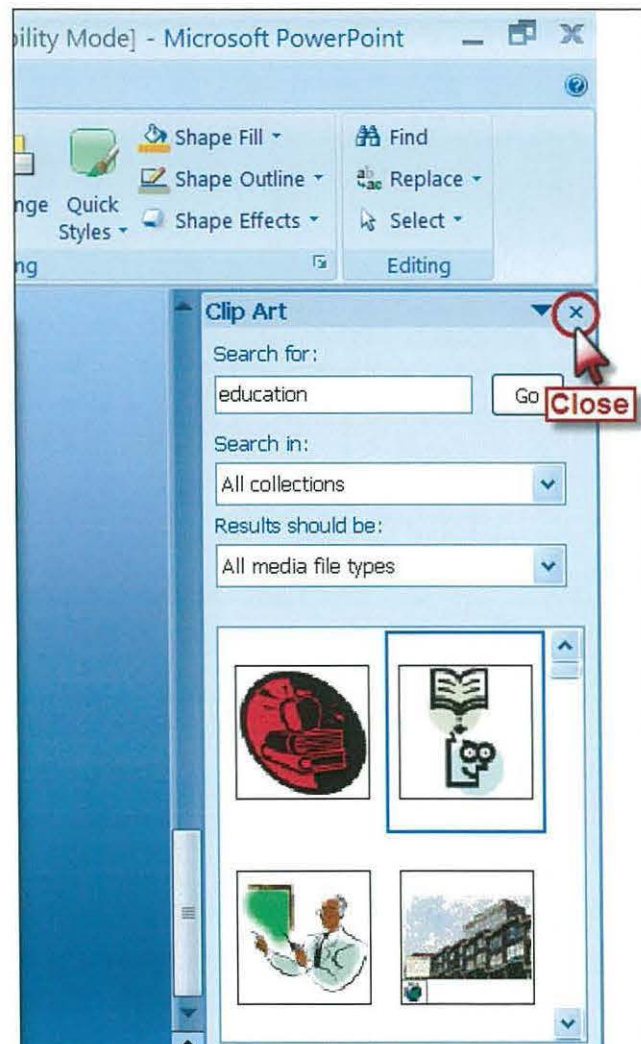 bility Mode] - Microsoft PowerPoint
Shape Fill
Shape Outline
Shape Effects
nge
Quick
Styles
ng
Find
Replace
Select
Editing
Clip Art
Search for:
education
Go
Close
Search in:
All collections
Results should be:
All media file types